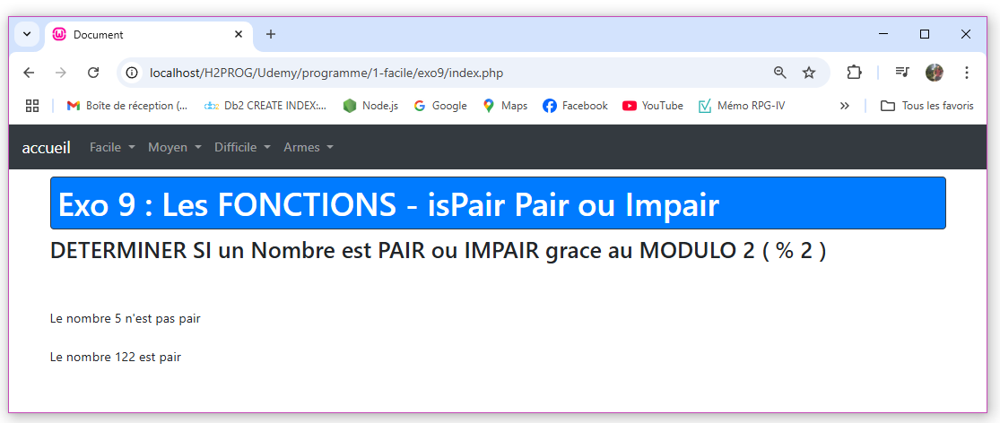 Document
localhost/H2PROG/Udemy/programme/1-facile/exo9/index.php
Boîte de réception (... Db2 CREATE INDEX:... Node.js Google Maps Facebook YouTube Mémo RPG-IV » Tous les favoris
accueil Facile Moyen Difficile Armes
Exo 9 : Les FONCTIONS - isPair Pair ou Impair
DETERMINER SI un Nombre est PAIR ou IMPAIR grace au MODULO 2 ( % 2 )
Le nombre 5 n'est pas pair
Le nombre 122 est pair